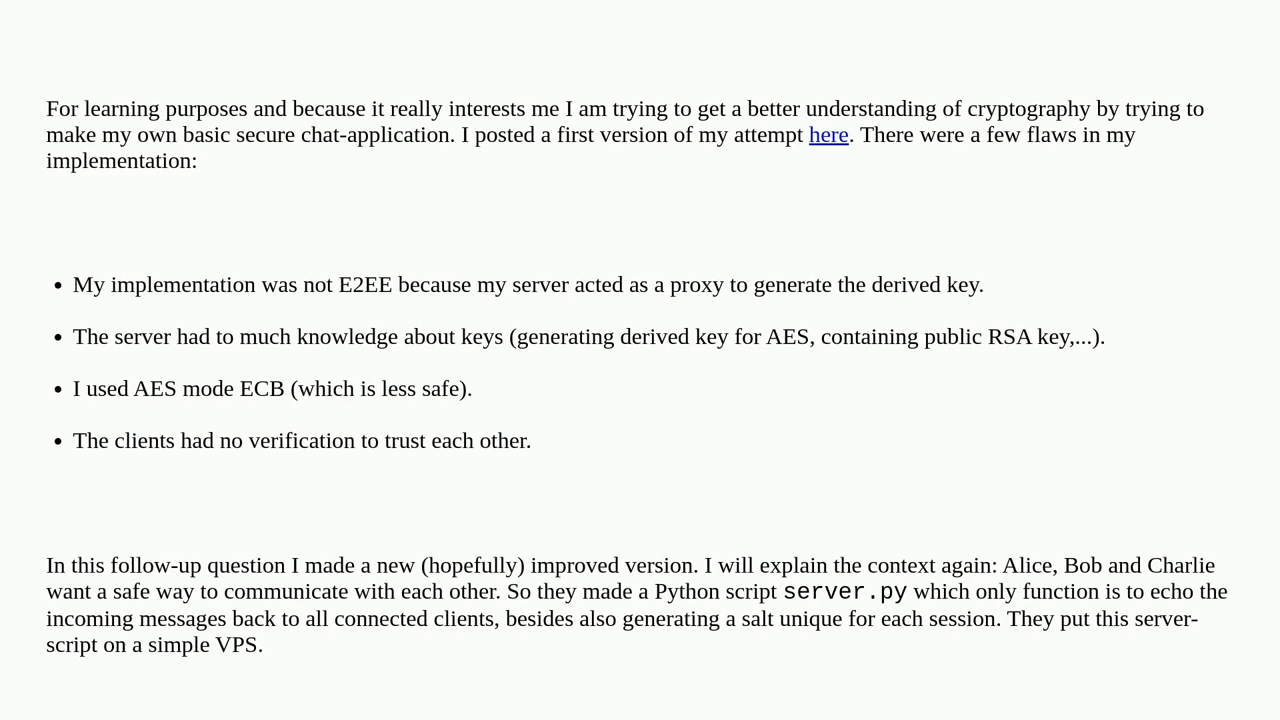 For learning purposes and because it really interests me I am trying to get a better understanding of cryptography by trying to
make my own basic secure chat-application. I posted a first version of my attempt here. There were a few flaws in my
implementation:
• My implementation was not E2EE because my server acted as a proxy to generate the derived key.
• The server had to much knowledge about keys (generating derived key for AES, containing public RSA key,...).
• I used AES mode ECB (which is less safe).
• The clients had no verification to trust each other.
In this follow-up question I made a new (hopefully) improved version. I will explain the context again: Alice, Bob and Charlie
want a safe way to communicate with each other. So they made a Python script server.py which only function is to echo the
incoming messages back to all connected clients, besides also generating a salt unique for each session. They put this server-
script on a simple VPS.